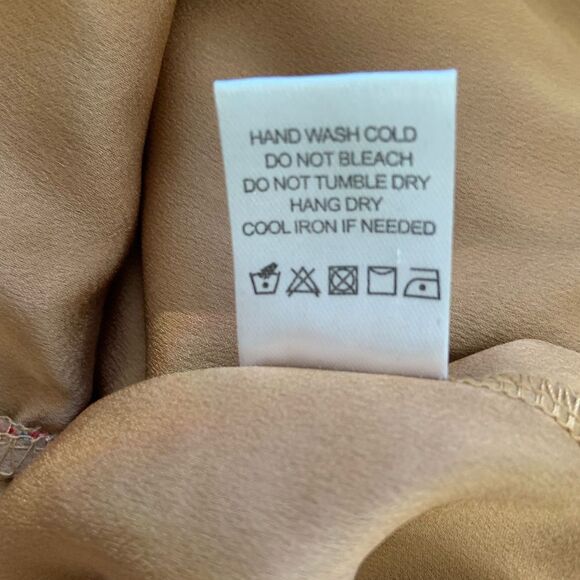 HAND WASH COLD
DO NOT BLEACH
DO NOT TUMBLE DRY
HANG DRY
COOL IRON IF NEEDED